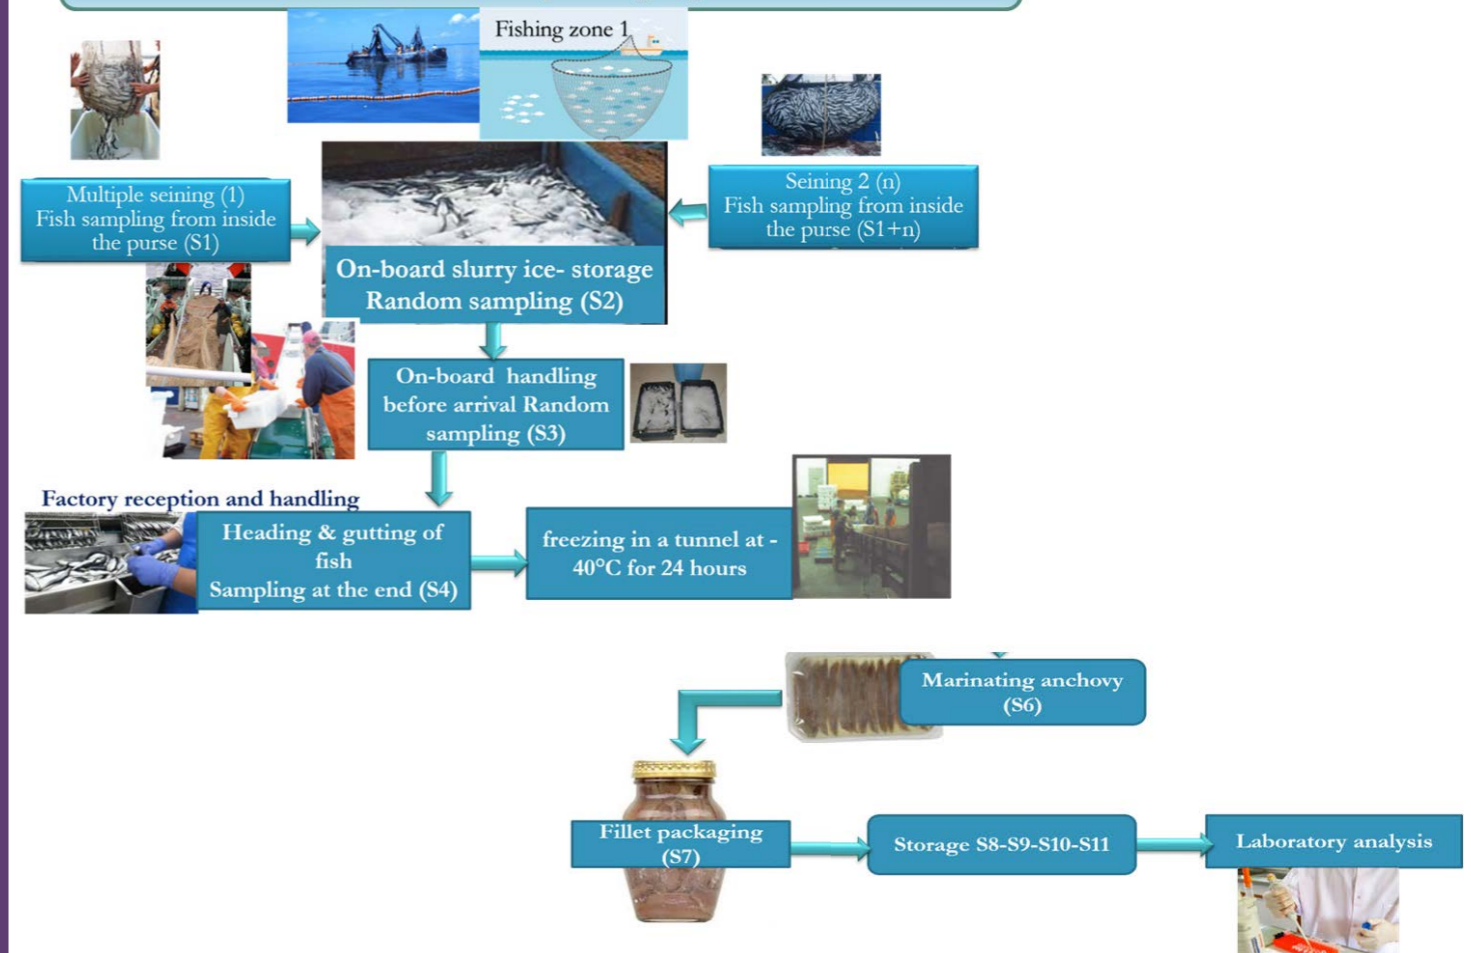 Fishing zone 1
Multiple seining (1)
Fish sampling from inside
the purse (S1)
Seining 2 (n)
Fish sampling from inside
the purse (S1+n)
On-board slurry ice- storage
Random sampling (S2)
On-board handling
before arrival Random
sampling (S3)
Factory reception and handling
Heading & gutting of
fish
Sampling at the end (S4)
freezing in a tunnel at -
40°C for 24 hours
Marinating anchovy
(S6)
Fillet packaging
(S7)
Storage S8-S9-S10-S11
Laboratory analysis